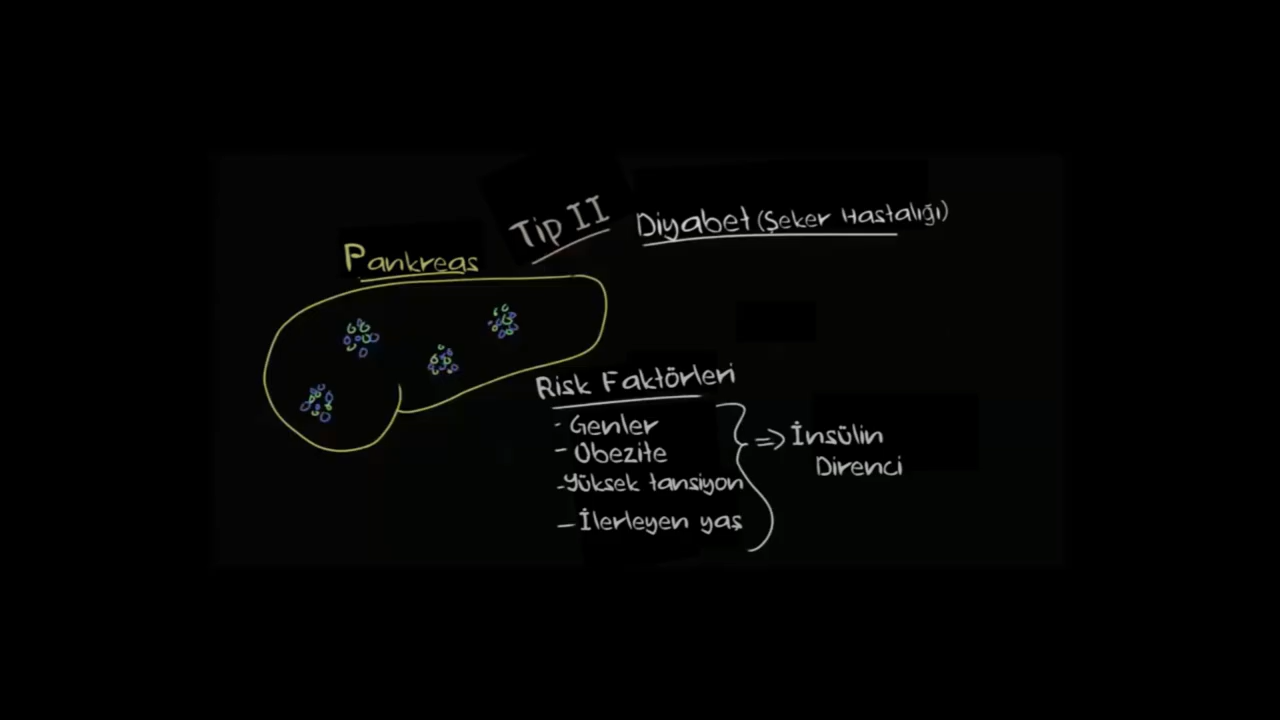 Tip II Diyabet (Şeker Hastalığı)
Pankreas
Risk Faktörleri
- Genler
- Obezite
- Yüksek tansiyon
- İlerleyen yaş
=> İnsülin
Direnci